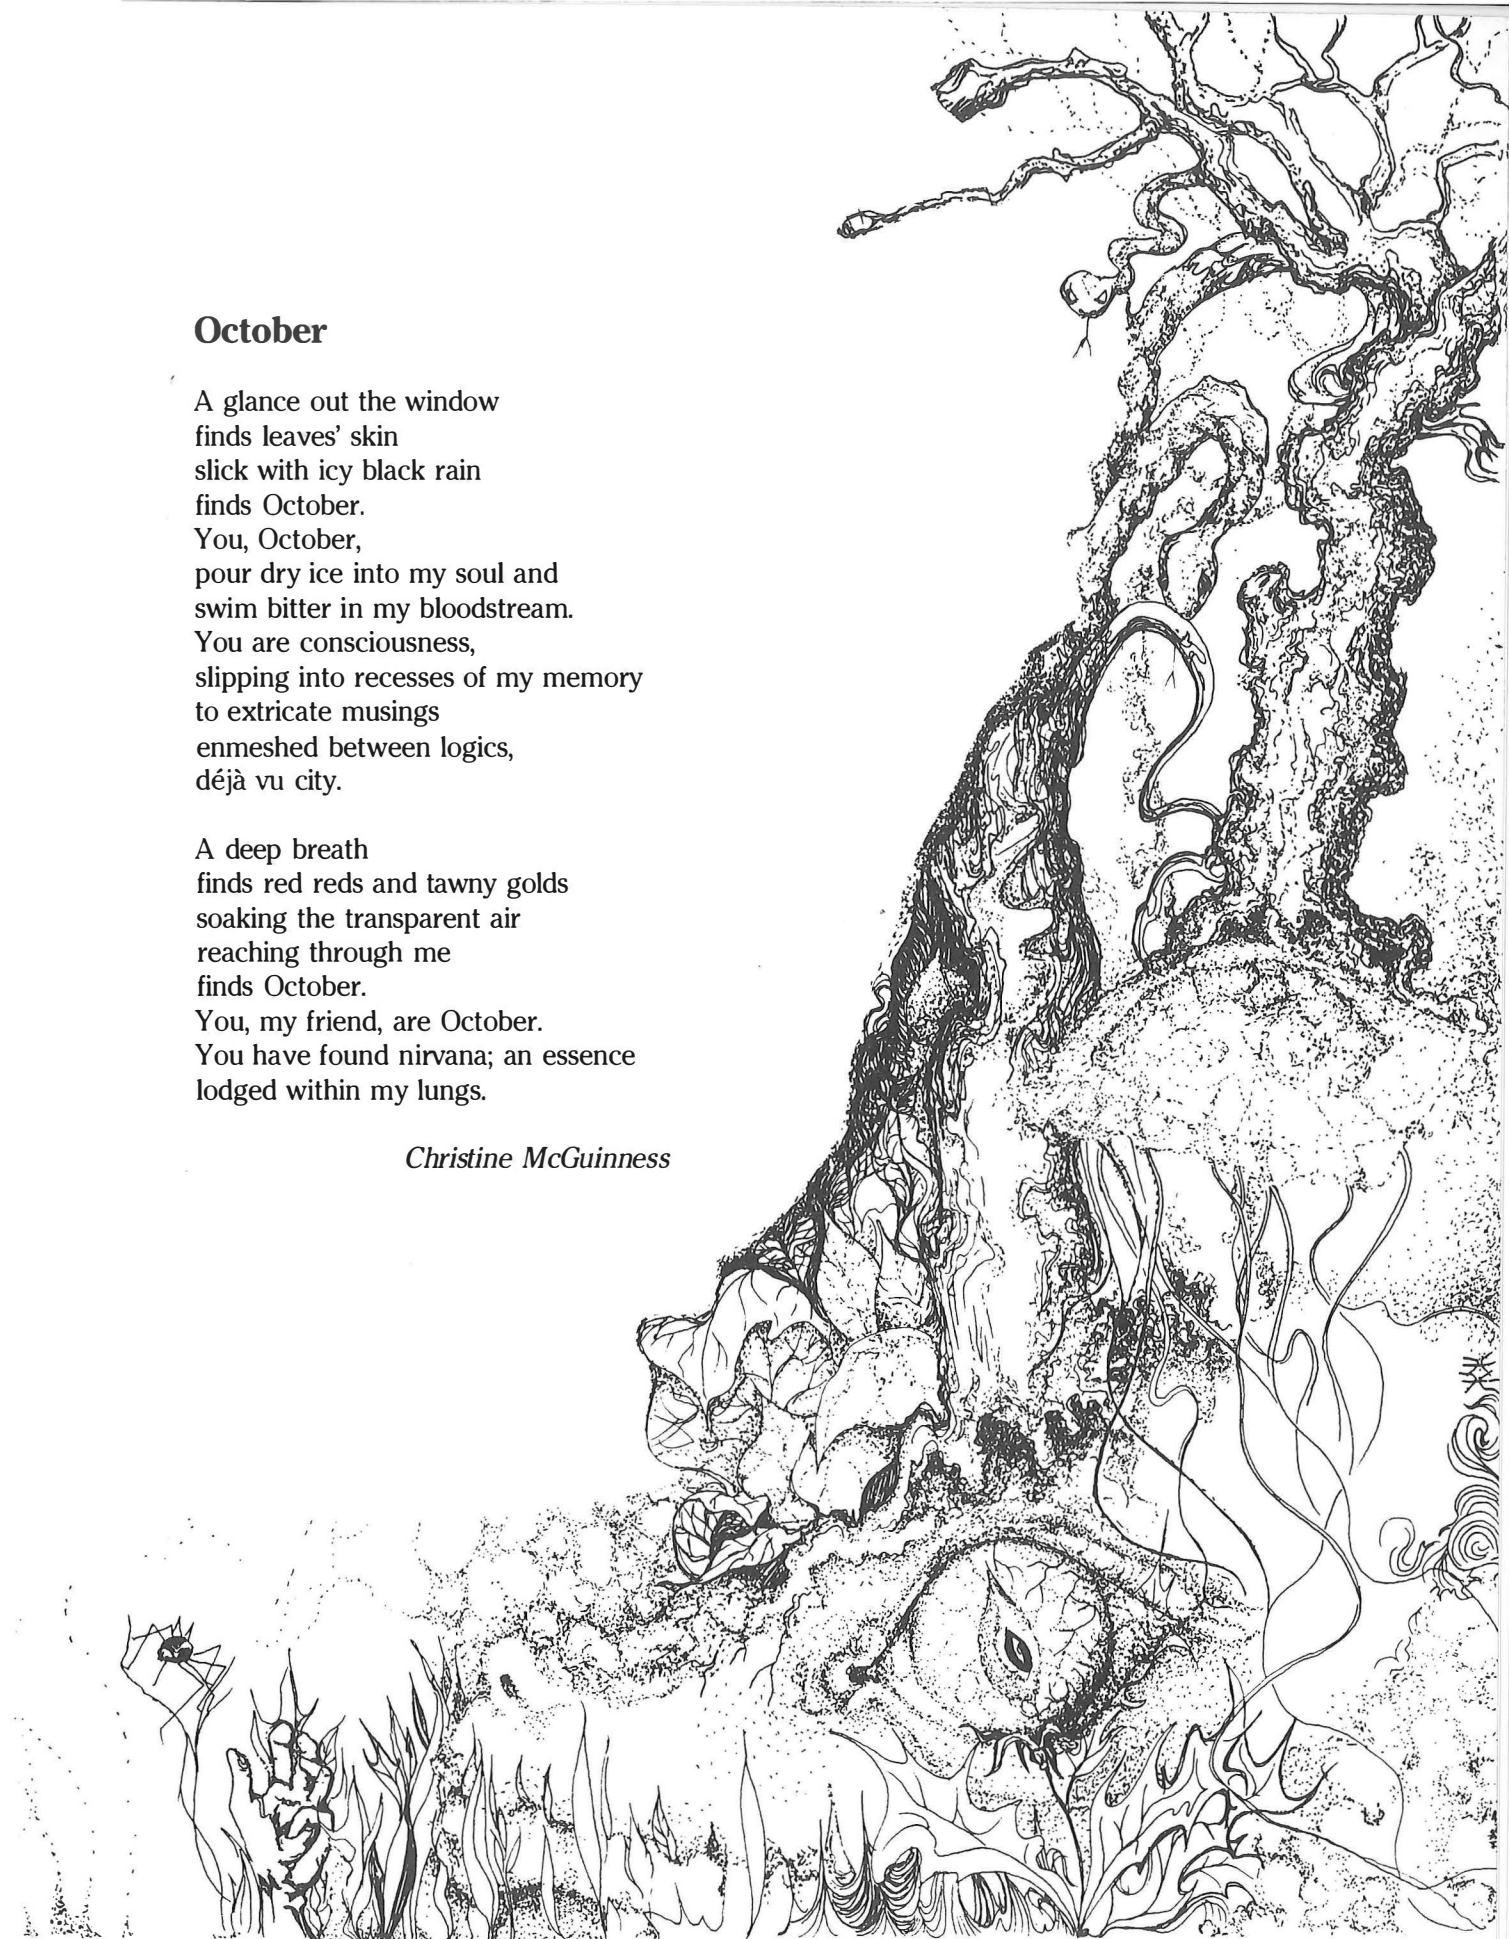 October
A glance out the window
finds leaves’ skin
slick with icy black rain
finds October.
You, October,
pour dry ice into my soul and
swim bitter in my bloodstream.
You are consciousness,
slipping into recesses of my memory
to extricate musings
enmeshed between logics,
déjà vu city.
A deep breath
finds red reds and tawny golds
soaking the transparent air
reaching through me
finds October.
You, my friend, are October.
You have found nirvana; an essence
lodged within my lungs.
Christine McGuinness